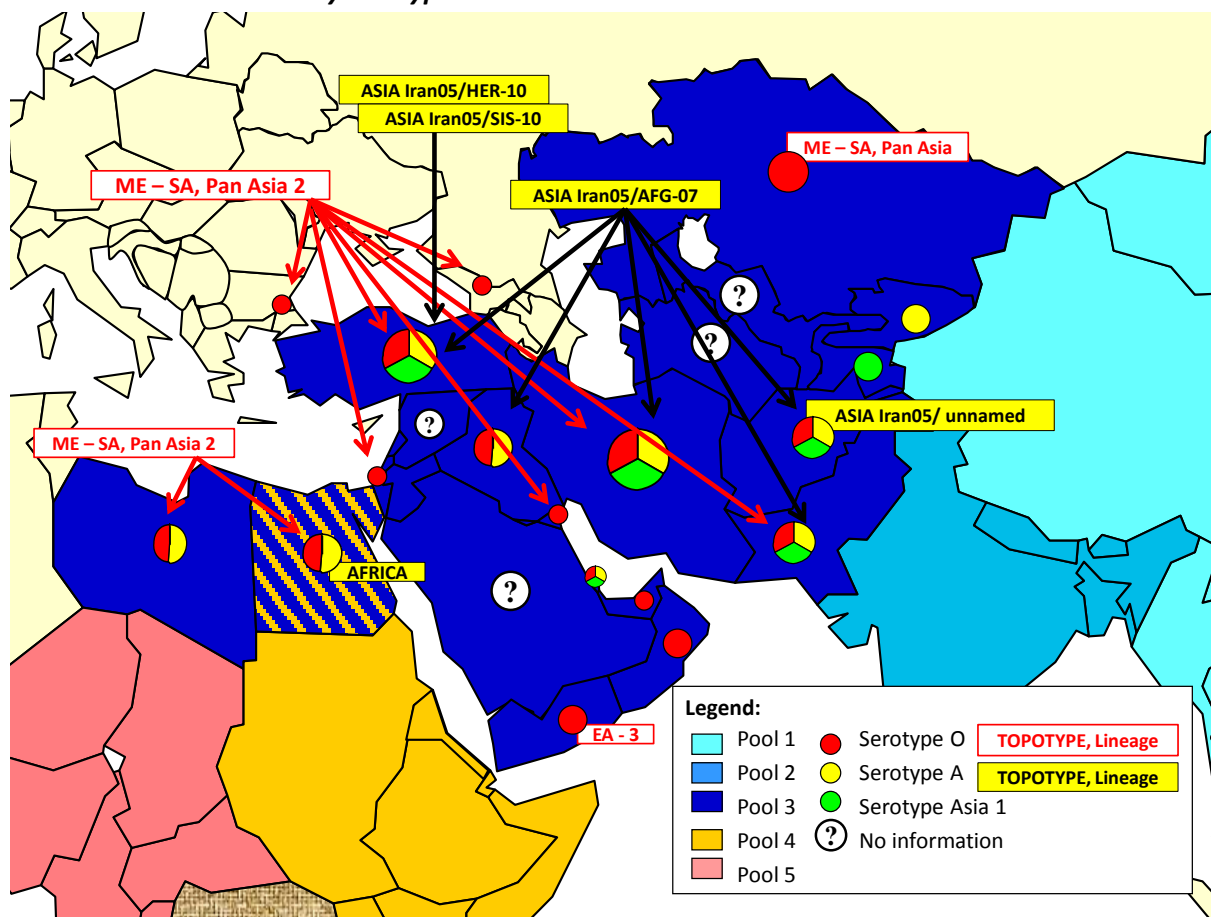 ASIA Iran05/HER-10
ASIA Iran05/SIS-10
ME – SA, Pan Asia
ME – SA, Pan Asia 2
ASIA Iran05/AFG-07
?
?
?
ASIA Iran05/ unnamed
ME – SA, Pan Asia 2
AFRICA
?
EA - 3
Legend:
Pool 1
Pool 2
Pool 3
Pool 4
Pool 5
Serotype O
Serotype A
Serotype Asia 1
? No information
TOPOTYPE, Lineage
TOPOTYPE, Lineage